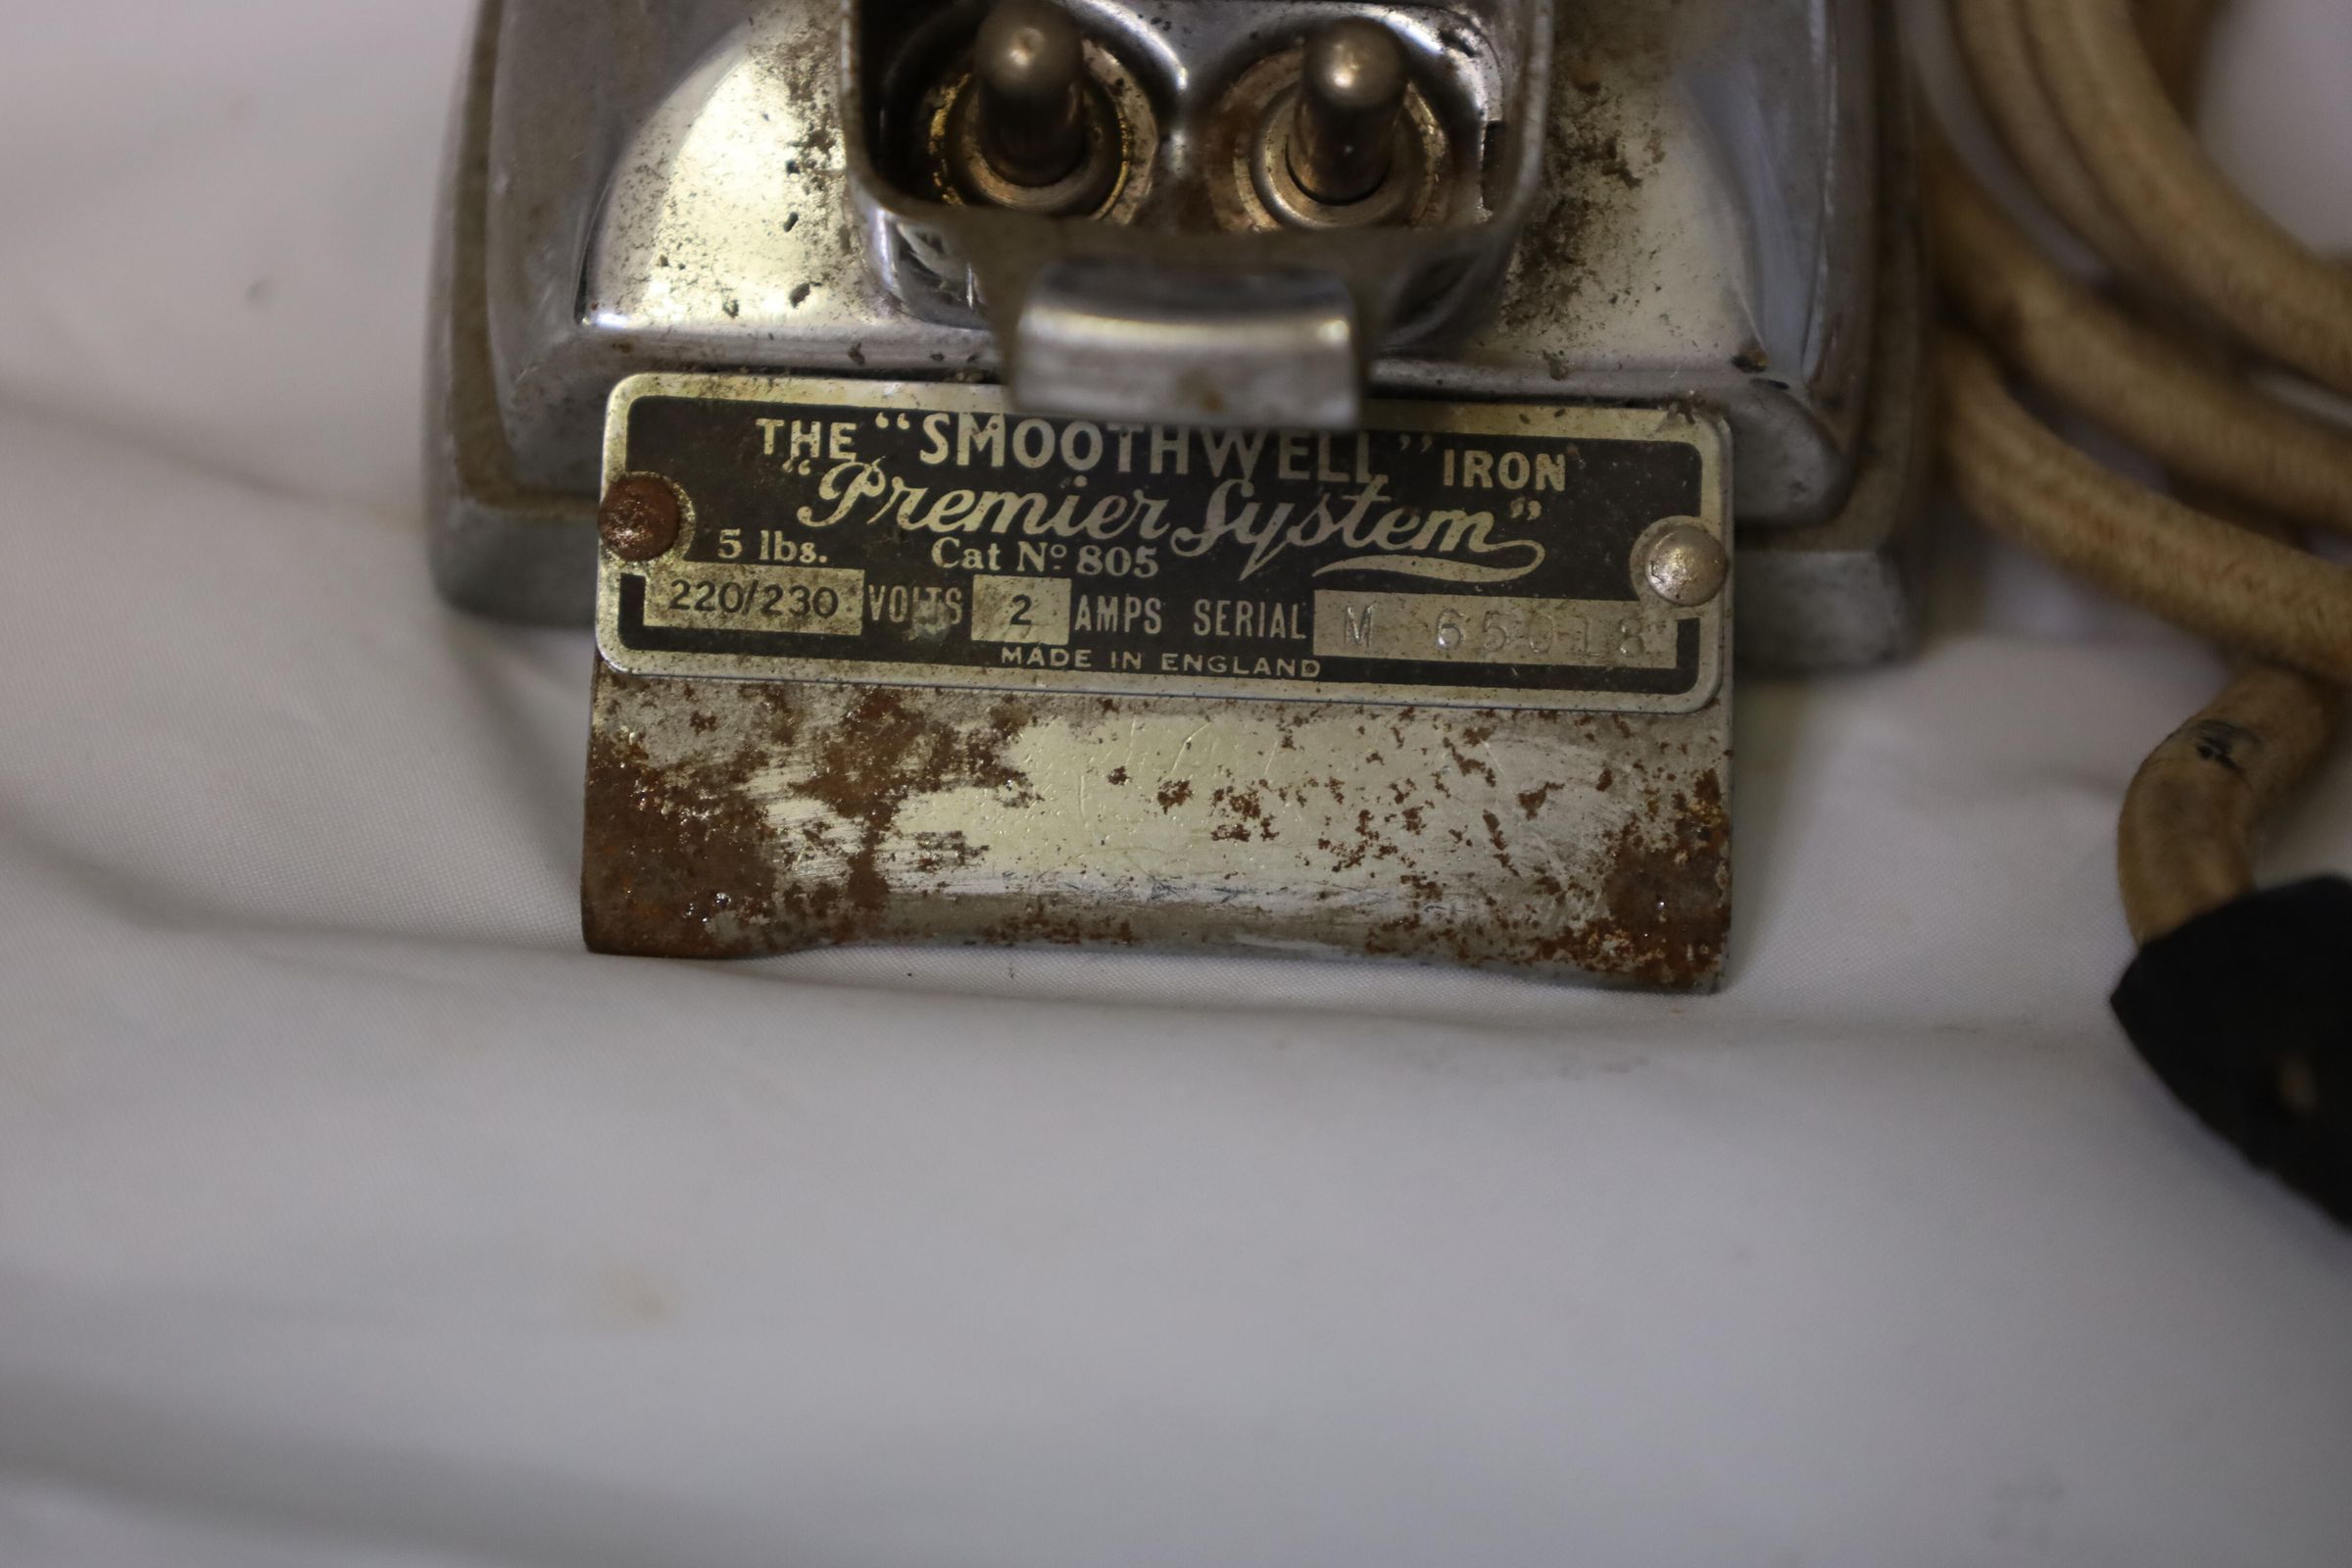 THE "SMOOTHWELL" IRON
"Premier System"
5 lbs. Cat Nº 805
220/230 VOLTS 2 AMPS SERIAL M 65018
MADE IN ENGLAND